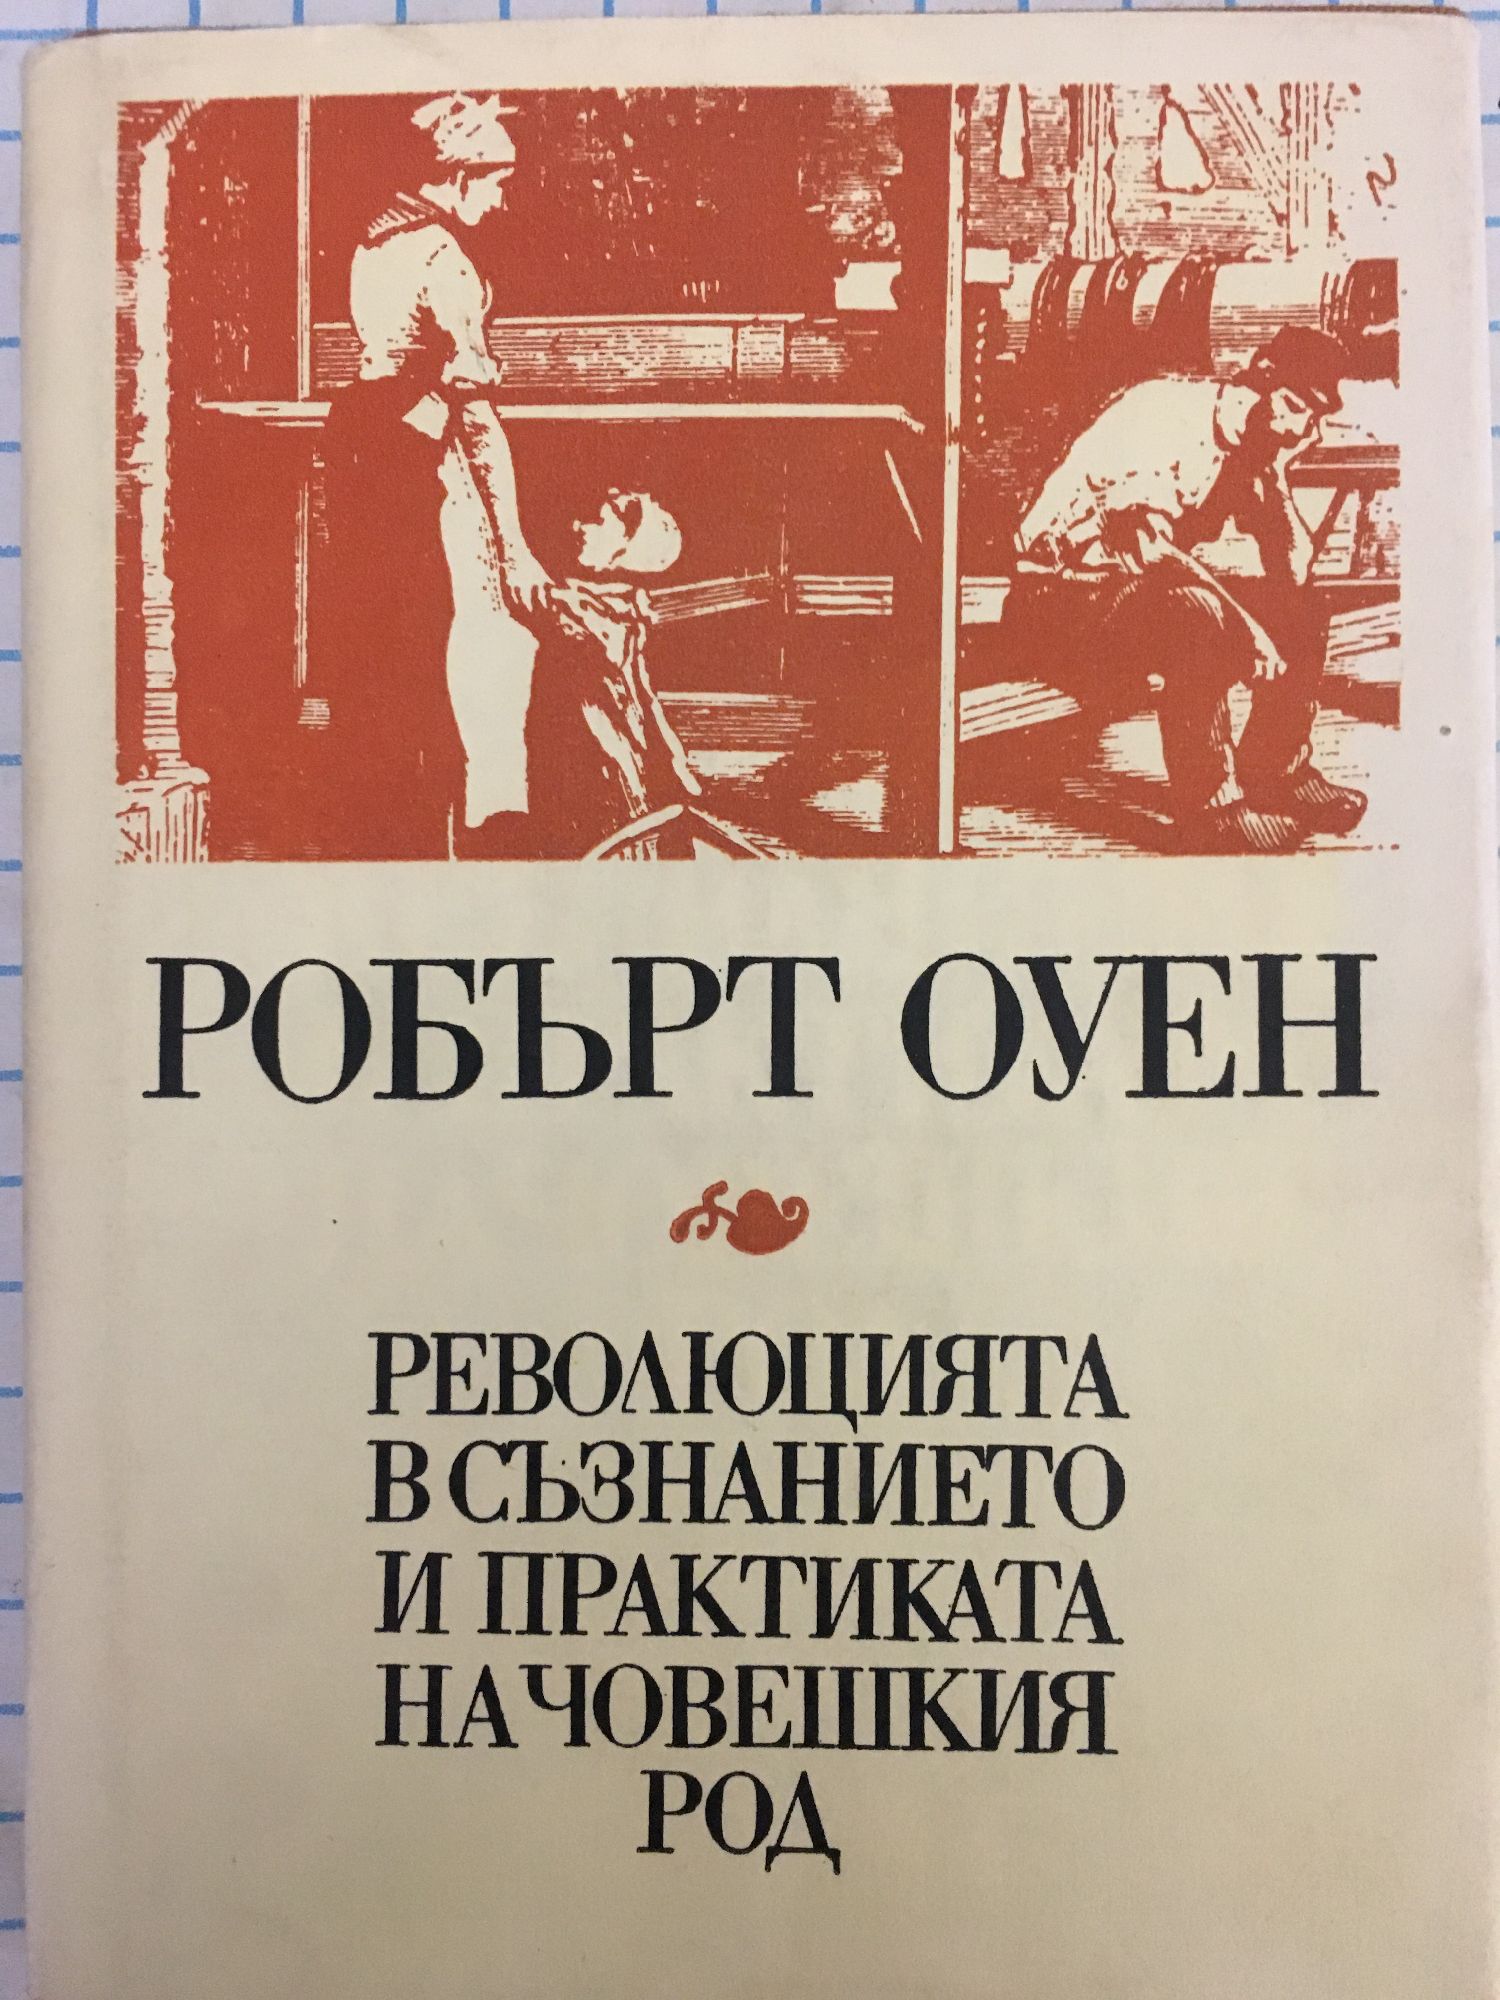 РОБЪРТ ОУЕН
РЕВОЛЮЦИЯТА
В СЪЗНАНИЕТО
И ПРАКТИКАТА
НА ЧОВЕШКИЯ
РОД